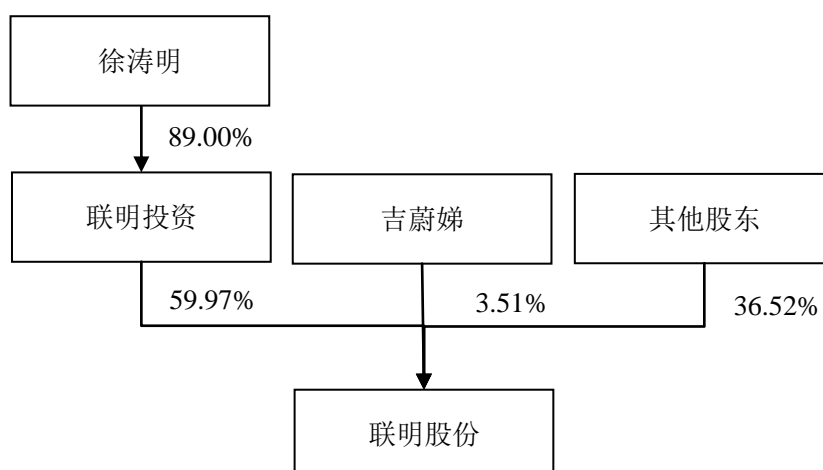 徐涛明
89.00%
联明投资
吉蔚娣
其他股东
59.97%
3.51%
36.52%
联明股份